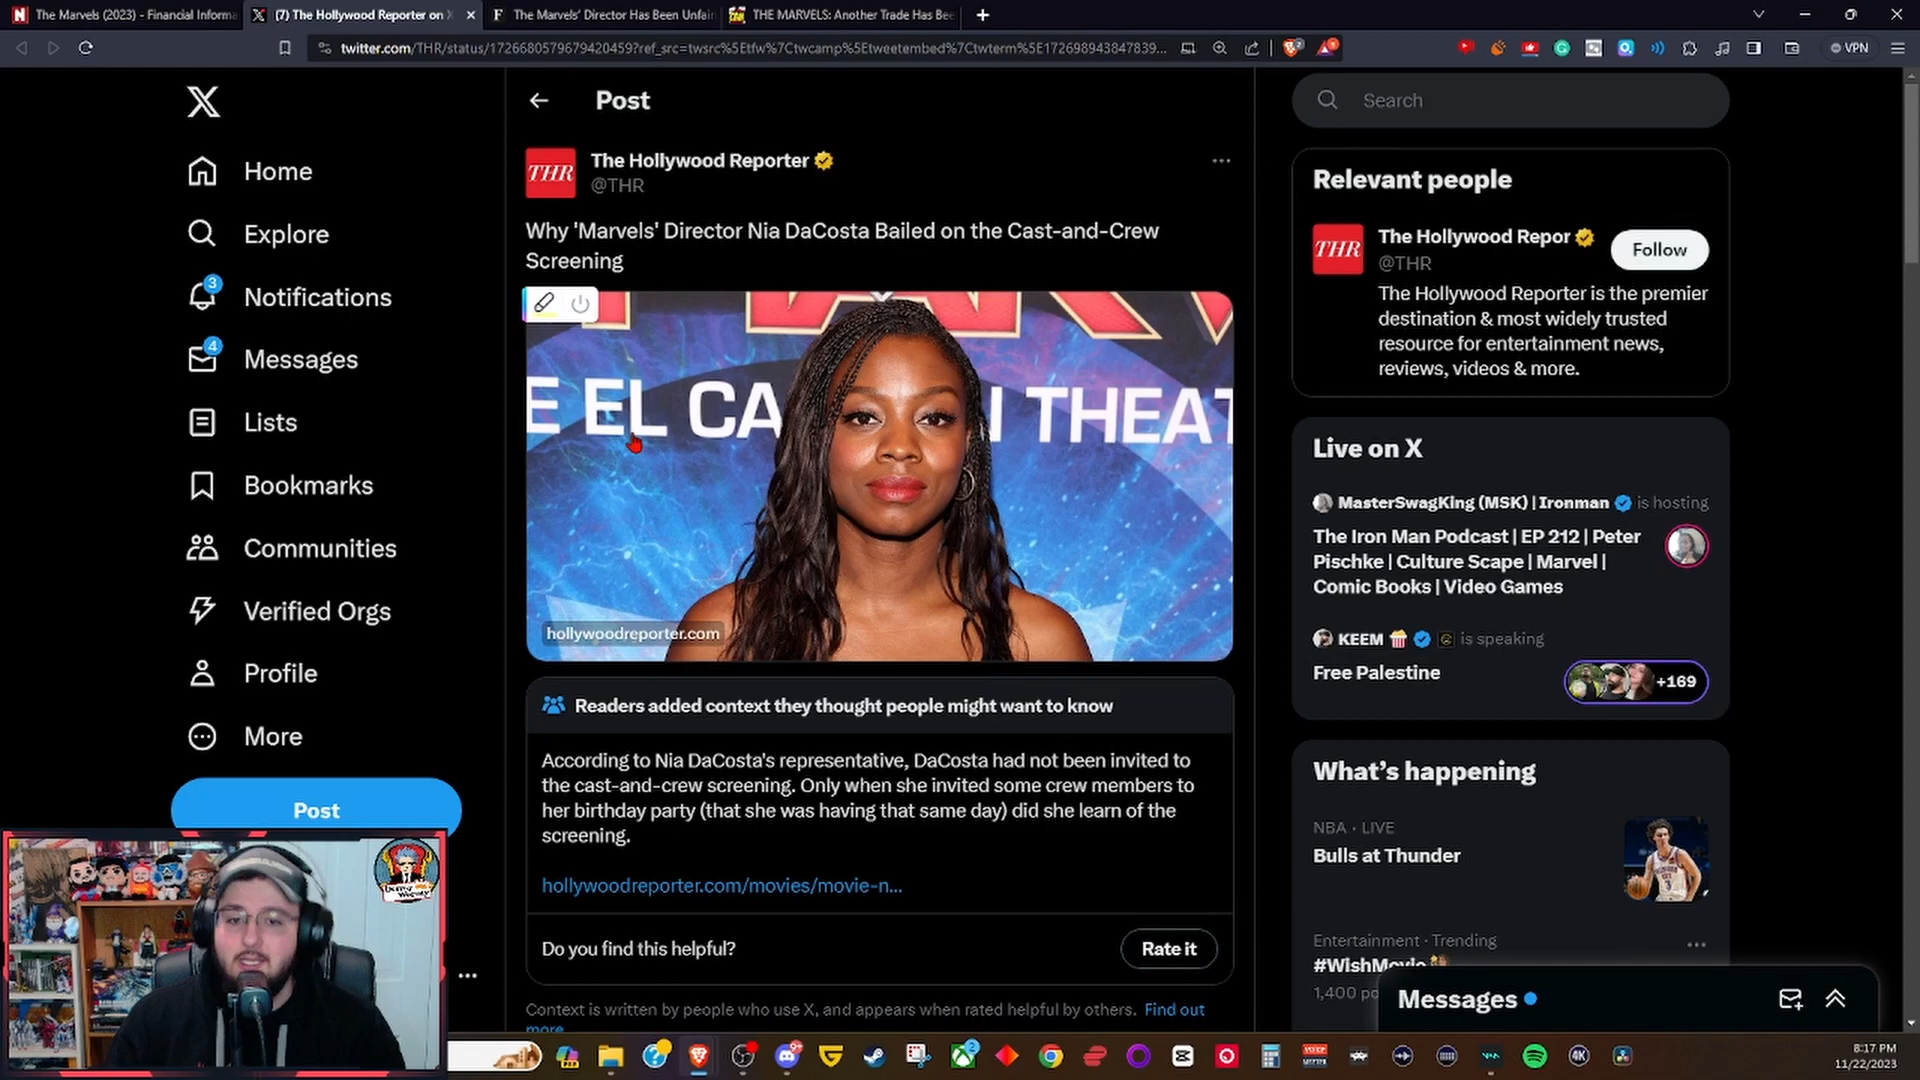 The Marvels (2023) - Financial Informa
(7) The Hollywood Reporter on X
The Marvels' Director Has Been Unfair
THE MARVELS: Another Trade Has Bee
twitter.com/THR/status/1726680579679420459?ref_src=twsrc%5Etfw%7Ctwcamp%5Etweetembed%7Ctwterm%5E172698943847839...
VPN
Home
Explore
3
Notifications
4
Messages
Lists
Bookmarks
Communities
Verified Orgs
Profile
More
Post
Post
THR
The Hollywood Reporter
@THR
Why 'Marvels' Director Nia DaCosta Bailed on the Cast-and-Crew
Screening
E EL CA
I THEAT
hollywoodreporter.com
Readers added context they thought people might want to know
According to Nia DaCosta's representative, DaCosta had not been invited to
the cast-and-crew screening. Only when she invited some crew members to
her birthday party (that she was having that same day) did she learn of the
screening.
hollywoodreporter.com/movies/movie-n...
Do you find this helpful?
Rate it
Context is written by people who use X, and appears when rated helpful by others. Find out
more.
Search
Relevant people
THR
The Hollywood Repor
@THR
Follow
The Hollywood Reporter is the premier
destination & most widely trusted
resource for entertainment news,
reviews, videos & more.
Live on X
MasterSwagKing (MSK) | Ironman is hosting
The Iron Man Podcast | EP 212 | Peter
Pischke | Culture Scape | Marvel |
Comic Books | Video Games
KEEM is speaking
Free Palestine
+169
What's happening
NBA · LIVE
Bulls at Thunder
Entertainment · Trending
#WishMovie
1,400 po
Messages
8:17 PM
11/22/2023